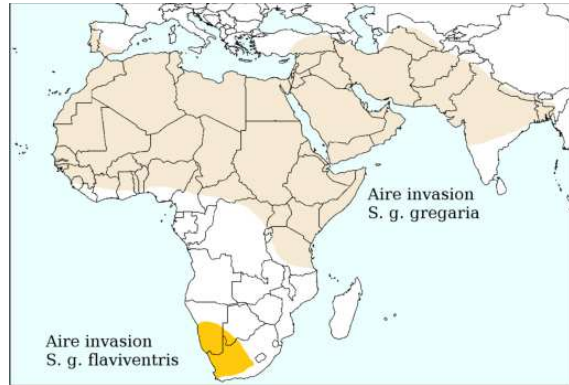 Aire invasion
S. g. gregaria
Aire invasion
S. g. flaviventris